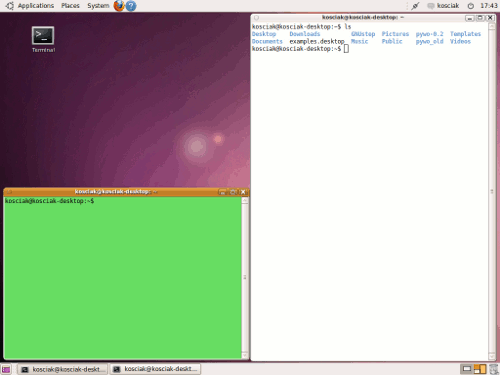 Applications Places System kosciak 17:43
Terminal
kosciak@kosciak-desktop: ~
kosciak@kosciak-desktop:~$ ls
Desktop Downloads GNUstep Pictures pywo-0.2 Templates
Documents examples.desktop Music Public pywo_old Videos
kosciak@kosciak-desktop:~$
kosciak@kosciak-desktop: ~
kosciak@kosciak-desktop:~$
kosciak@kosciak-deskt... kosciak@kosciak-deskt...